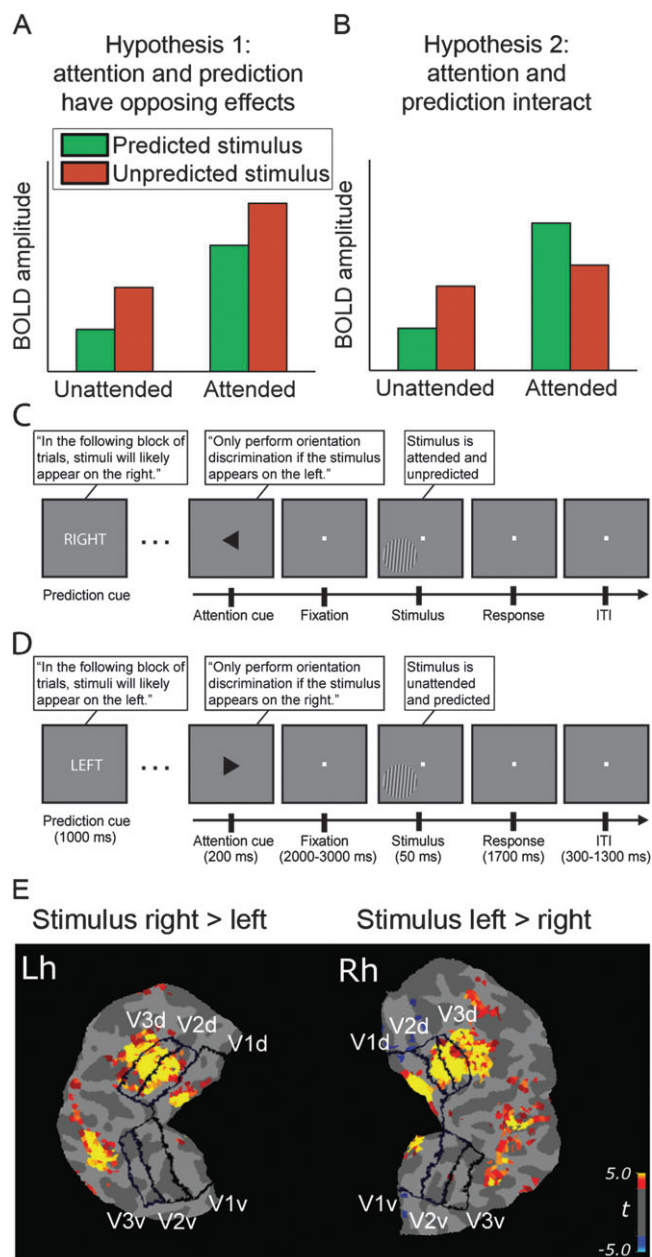 A
Hypothesis 1:
attention and prediction
have opposing effects
B
Hypothesis 2:
attention and
prediction interact
Predicted stimulus
Unpredicted stimulus
BOLD amplitude
Unattended
Attended
BOLD amplitude
Unattended
Attended
C
“In the following block of
trials, stimuli will likely
appear on the right.”
“Only perform orientation
discrimination if the stimulus
appears on the left.”
Stimulus is
attended and
unpredicted
RIGHT
. . .
Prediction cue
Attention cue
Fixation
Stimulus
Response
ITI
D
“In the following block of
trials, stimuli will likely
appear on the left.”
“Only perform orientation
discrimination if the stimulus
appears on the right.”
Stimulus is
unattended
and predicted
LEFT
. . .
Prediction cue
(1000 ms)
Attention cue
(200 ms)
Fixation
(2000-3000 ms)
Stimulus
(50 ms)
Response
(1700 ms)
ITI
(300-1300 ms)
E
Stimulus right > left
Stimulus left > right
Lh
V3d
V2d
V1d
V3v
V2v
V1v
Rh
V3d
V2d
V1d
V1v
V2v
V3v
5.0
t
-5.0